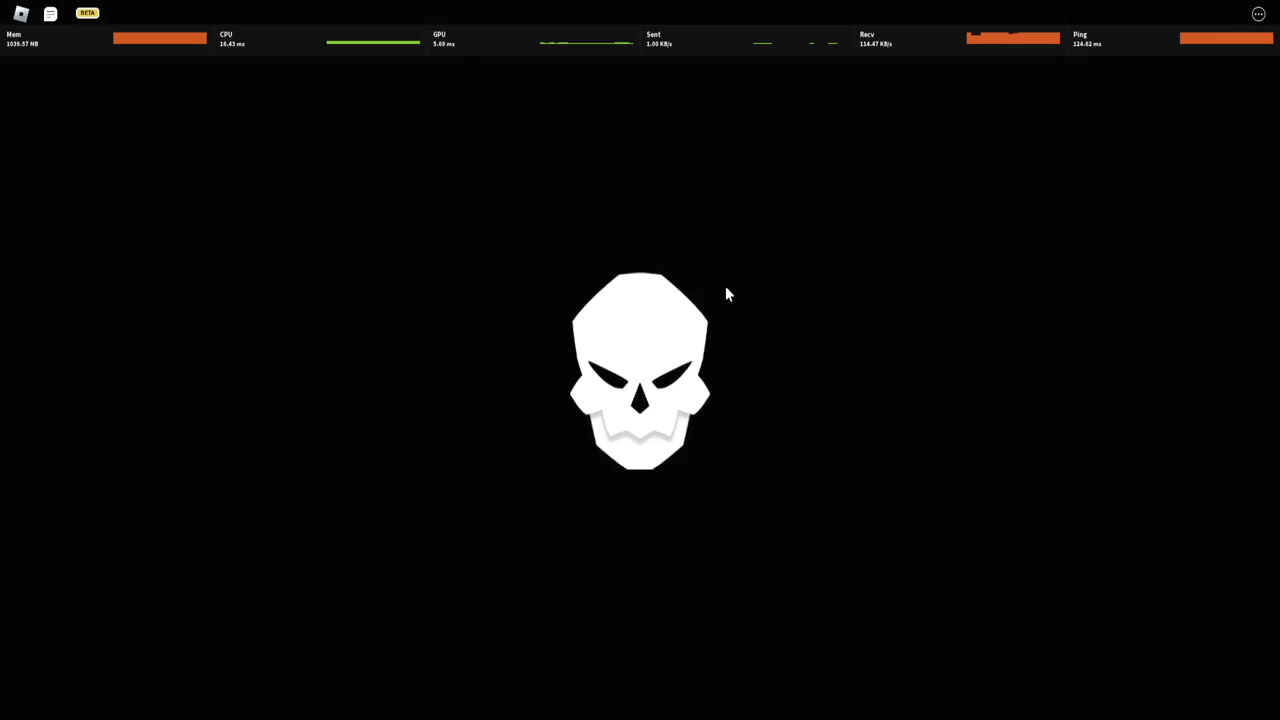 BETA
Mem
1039.57 MB
CPU
16.43 ms
GPU
5.69 ms
Sent
1.00 KB/s
Recv
114.47 KB/s
Ping
124.62 ms